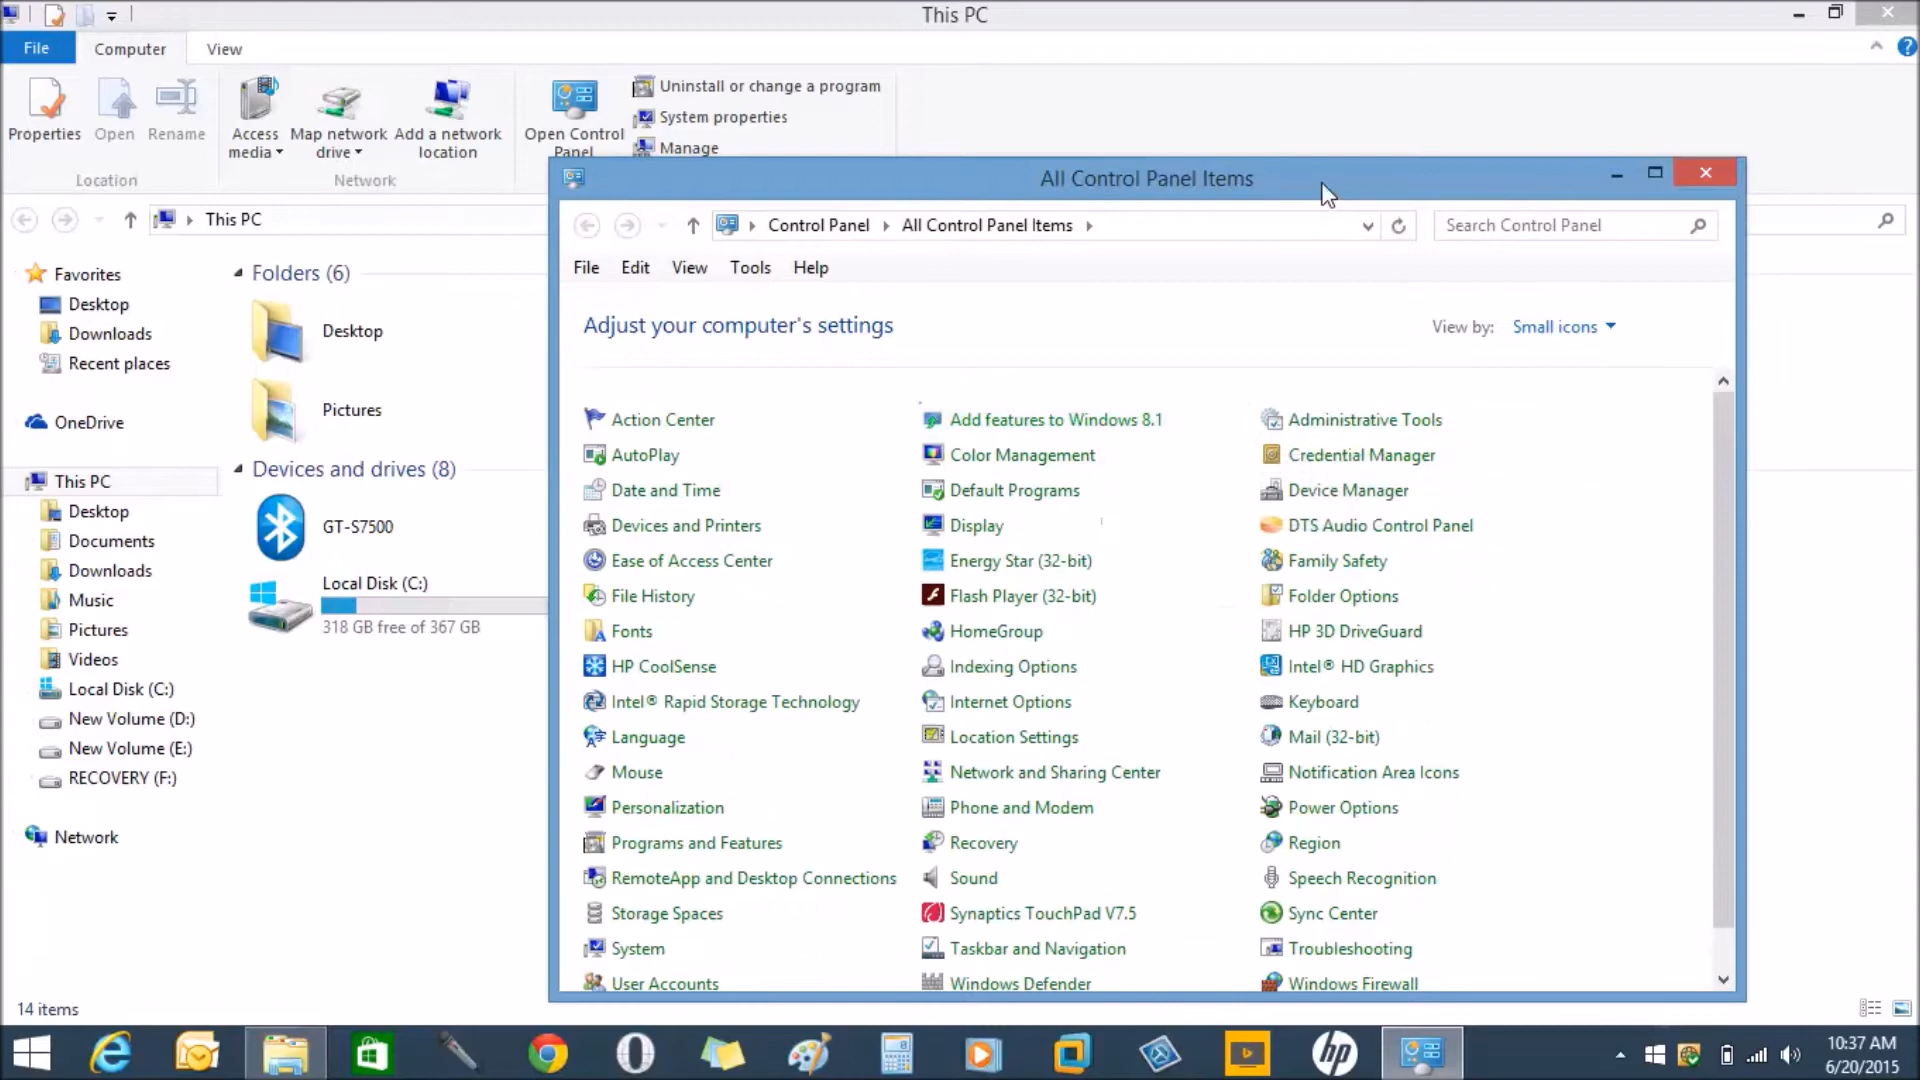 This PC
File
Computer
View
Properties
Open
Rename
Access media
Map network drive
Add a network location
Open Control Panel
Uninstall or change a program
System properties
Manage
Location
Network
This PC
Favorites
Desktop
Downloads
Recent places
OneDrive
This PC
Desktop
Documents
Downloads
Music
Pictures
Videos
Local Disk (C:)
New Volume (D:)
New Volume (E:)
RECOVERY (F:)
Network
Folders (6)
Desktop
Pictures
Devices and drives (8)
GT-S7500
Local Disk (C:)
318 GB free of 367 GB
14 items
All Control Panel Items
Control Panel
All Control Panel Items
Search Control Panel
File Edit View Tools Help
Adjust your computer's settings
View by: Small icons
Action Center
Add features to Windows 8.1
Administrative Tools
AutoPlay
Color Management
Credential Manager
Date and Time
Default Programs
Device Manager
Devices and Printers
Display
DTS Audio Control Panel
Ease of Access Center
Energy Star (32-bit)
Family Safety
File History
Flash Player (32-bit)
Folder Options
Fonts
HomeGroup
HP 3D DriveGuard
HP CoolSense
Indexing Options
Intel® HD Graphics
Intel® Rapid Storage Technology
Internet Options
Keyboard
Language
Location Settings
Mail (32-bit)
Mouse
Network and Sharing Center
Notification Area Icons
Personalization
Phone and Modem
Power Options
Programs and Features
Recovery
Region
RemoteApp and Desktop Connections
Sound
Speech Recognition
Storage Spaces
Synaptics TouchPad V7.5
Sync Center
System
Taskbar and Navigation
Troubleshooting
User Accounts
Windows Defender
Windows Firewall
hp
10:37 AM
6/20/2015